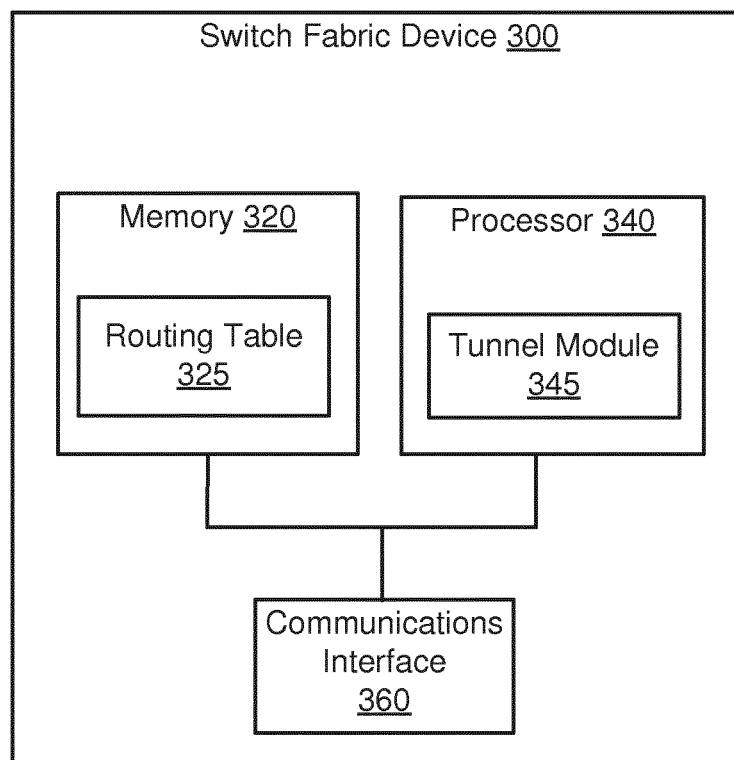 Switch Fabric Device 300
Memory 320
Routing Table
325
Processor 340
Tunnel Module
345
Communications
Interface
360